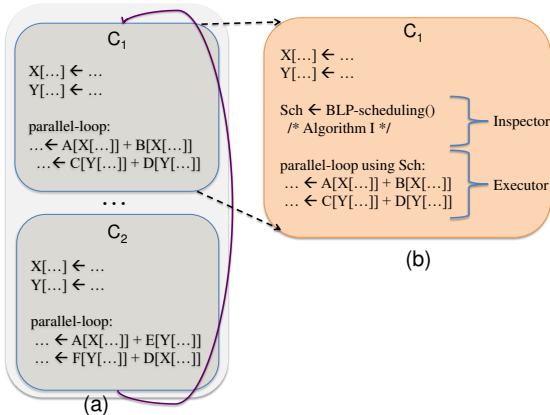 C1
X[…] ← …
Y[…] ← …
parallel-loop:
… ← A[X[…]] + B[X[…]]
… ← C[Y[…]] + D[Y[…]]
…
C2
X[…] ← …
Y[…] ← …
parallel-loop:
… ← A[X[…]] + E[Y[…]]
… ← F[Y[…]] + D[X[…]]
(a)
C1
X[…] ← …
Y[…] ← …
Sch ← BLP-scheduling()
/* Algorithm I */
Inspector
parallel-loop using Sch:
… ← A[X[…]] + B[X[…]]
… ← C[Y[…]] + D[Y[…]]
Executor
(b)